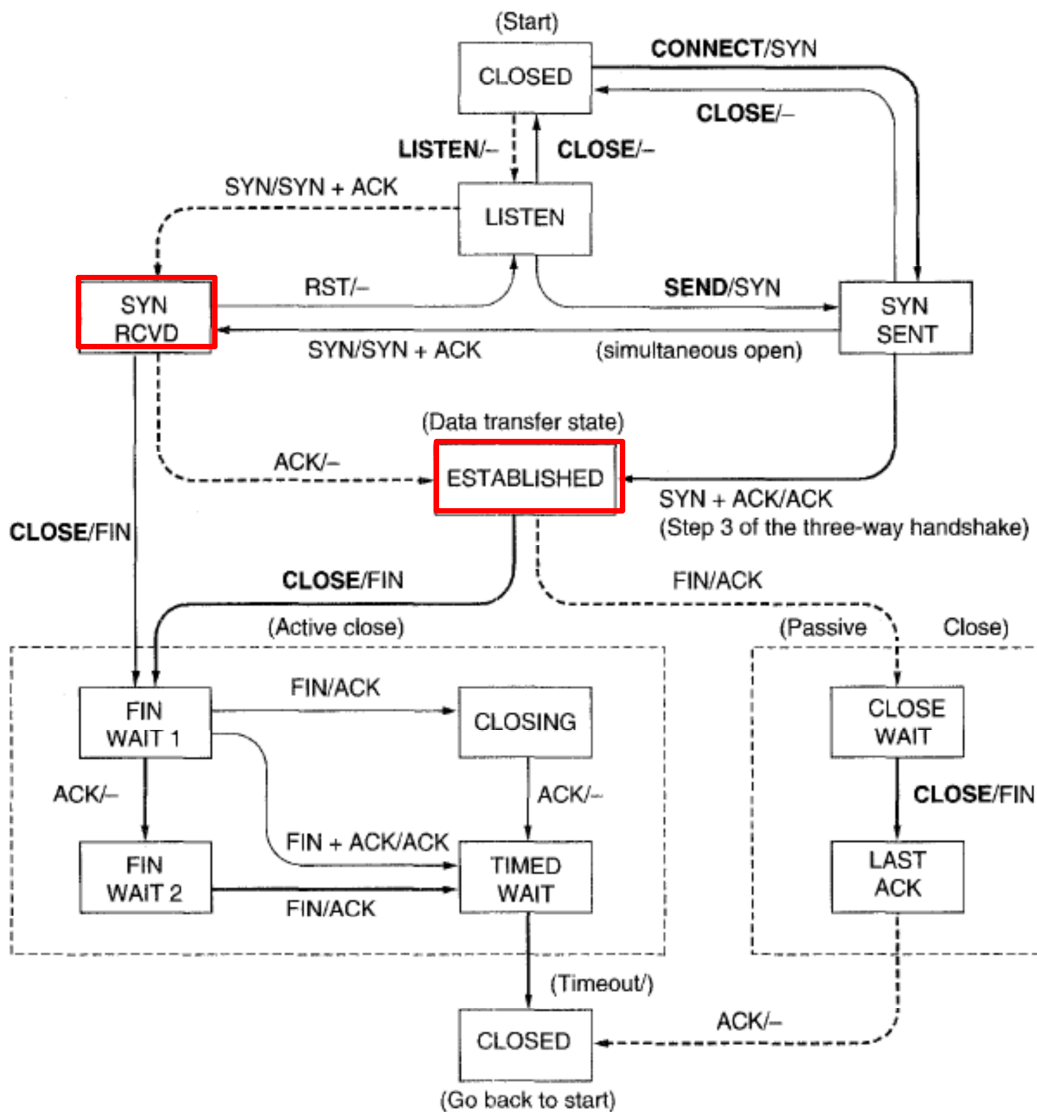 (Start)
CLOSED
CONNECT/SYN
CLOSE/–
LISTEN/–
CLOSE/–
SYN/SYN + ACK
LISTEN
SYN
RCVD
RST/–
SEND/SYN
SYN
SENT
SYN/SYN + ACK
(simultaneous open)
(Data transfer state)
ACK/–
ESTABLISHED
SYN + ACK/ACK
(Step 3 of the three-way handshake)
CLOSE/FIN
CLOSE/FIN
FIN/ACK
(Active close)
(Passive Close)
FIN
WAIT 1
FIN/ACK
CLOSING
CLOSE
WAIT
ACK/–
ACK/–
CLOSE/FIN
FIN + ACK/ACK
FIN
WAIT 2
FIN/ACK
TIMED
WAIT
LAST
ACK
(Timeout/)
CLOSED
ACK/–
(Go back to start)